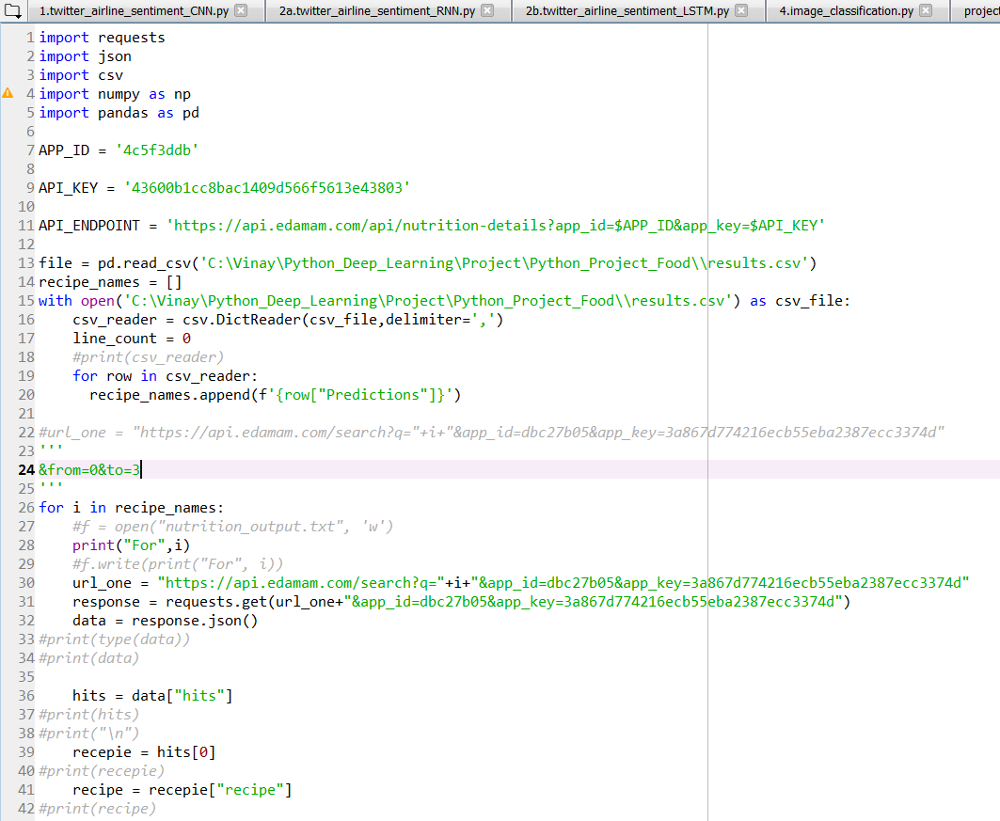 1.twitter_airline_sentiment_CNN.py 2a.twitter_airline_sentiment_RNN.py 2b.twitter_airline_sentiment_LSTM.py 4.image_classification.py project
1 import requests
2 import json
3 import csv
4 import numpy as np
5 import pandas as pd
6
7 APP_ID = '4c5f3ddb'
8
9 API_KEY = '43600b1cc8bac1409d566f5613e43803'
10
11 API_ENDPOINT = 'https://api.edamam.com/api/nutrition-details?app_id=$APP_ID&app_key=$API_KEY'
12
13 file = pd.read_csv('C:\Vinay\Python_Deep_Learning\Project\Python_Project_Food\\results.csv')
14 recipe_names = []
15 with open('C:\Vinay\Python_Deep_Learning\Project\Python_Project_Food\\results.csv') as csv_file:
16     csv_reader = csv.DictReader(csv_file,delimiter=',')
17     line_count = 0
18     #print(csv_reader)
19     for row in csv_reader:
20       recipe_names.append(f'{row["Predictions"]}')
21
22 #url_one = "https://api.edamam.com/search?q="+i+"&app_id=dbc27b05&app_key=3a867d774216ecb55eba2387ecc3374d"
23 '''
24 &from=0&to=3
25 '''
26 for i in recipe_names:
27     #f = open("nutrition_output.txt", 'w')
28     print("For",i)
29     #f.write(print("For", i))
30     url_one = "https://api.edamam.com/search?q="+i+"&app_id=dbc27b05&app_key=3a867d774216ecb55eba2387ecc3374d"
31     response = requests.get(url_one+"&app_id=dbc27b05&app_key=3a867d774216ecb55eba2387ecc3374d")
32     data = response.json()
33 #print(type(data))
34 #print(data)
35
36     hits = data["hits"]
37 #print(hits)
38 #print("\n")
39     recepie = hits[0]
40 #print(recepie)
41     recipe = recepie["recipe"]
42 #print(recipe)